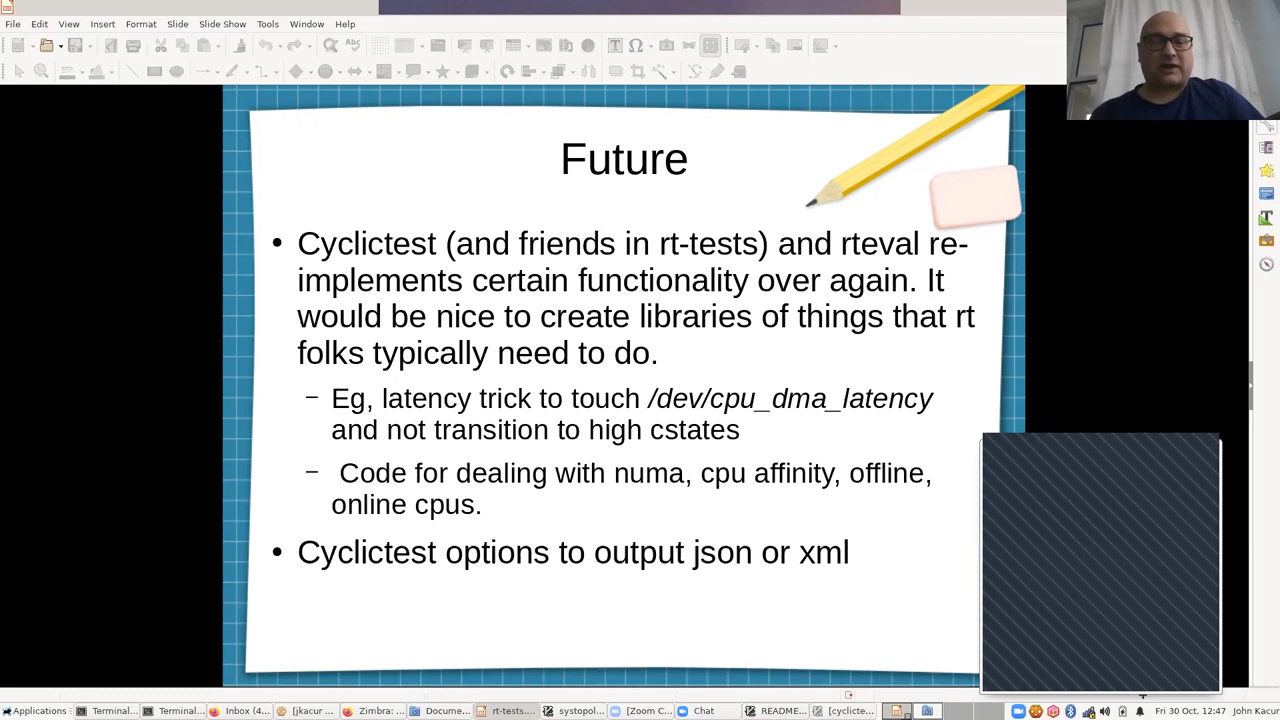 File Edit View Insert Format Slide Slide Show Tools Window Help
Abc
Future
• Cyclictest (and friends in rt-tests) and rteval re-
implements certain functionality over again. It
would be nice to create libraries of things that rt
folks typically need to do.
– Eg, latency trick to touch /dev/cpu_dma_latency
and not transition to high cstates
– Code for dealing with numa, cpu affinity, offline,
online cpus.
• Cyclictest options to output json or xml
Applications Terminal... Terminal... Inbox (4... [jkacur ... Zimbra: ... Docume... rt-tests.... systopol... [Zoom C... Chat README... [cyclicte... Fri 30 Oct, 12:47 John Kacur